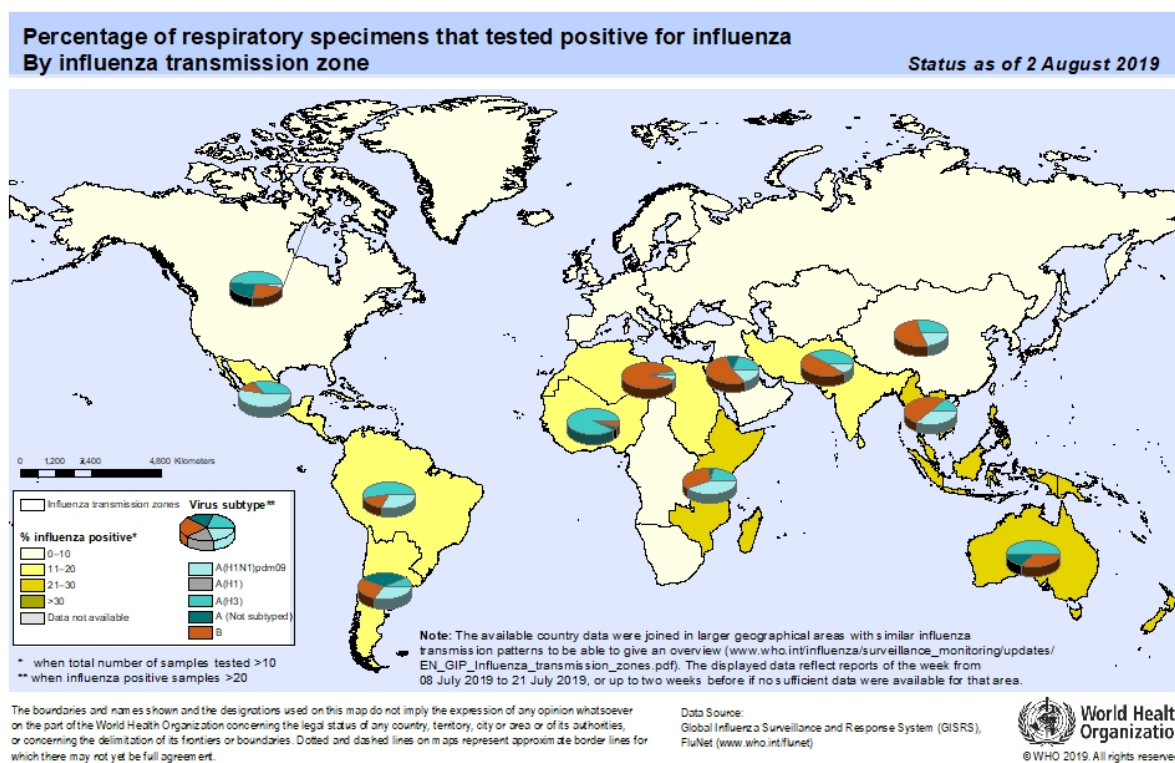 Percentage of respiratory specimens that tested positive for influenza
By influenza transmission zone
Status as of 2 August 2019
0 1,200 2,400 4,800 Kilometers
Influenza transmission zones
% influenza positive*
0–10
11–20
21–30
>30
Data not available
Virus subtype**
A(H1N1)pdm09
A(H1)
A(H3)
A (Not subtyped)
B
* when total number of samples tested >10
** when influenza positive samples >20
Note: The available country data were joined in larger geographical areas with similar influenza
transmission patterns to be able to give an overview (www.who.int/influenza/surveillance_monitoring/updates/
EN_GIP_Influenza_transmission_zones.pdf). The displayed data reflect reports of the week from
08 July 2019 to 21 July 2019, or up to two weeks before if no sufficient data were available for that area.
The boundaries and names shown and the designations used on this map do not imply the expression of any opinion whatsoever
on the part of the World Health Organization concerning the legal status of any country, territory, city or area or of its authorities,
or concerning the delimitation of its frontiers or boundaries. Dotted and dashed lines on maps represent approximate border lines for
which there may not yet be full agreement.
Data Source:
Global Influenza Surveillance and Response System (GISRS),
FluNet (www.who.int/flunet)
World Healt
Organizatio
© WHO 2019. All rights reserve